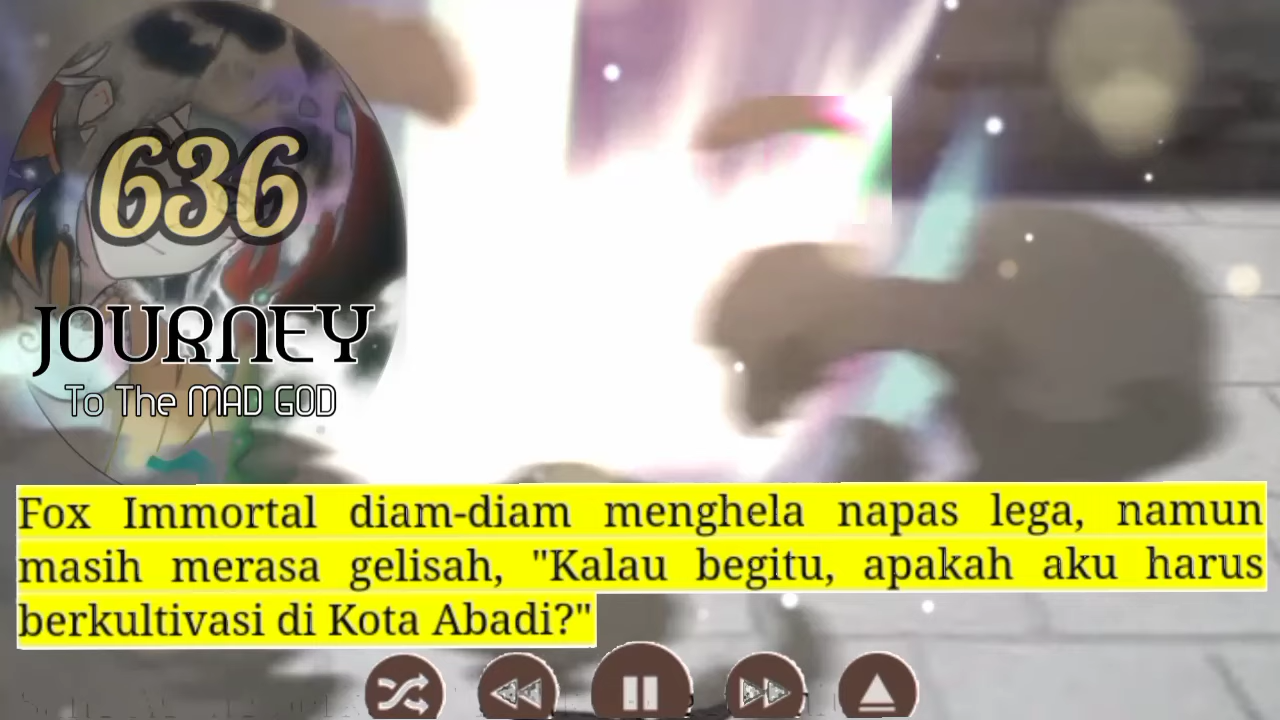 636
JOURNEY
To The MAD GOD
Fox Immortal diam-diam menghela napas lega, namun
masih merasa gelisah, "Kalau begitu, apakah aku harus
berkultivasi di Kota Abadi?"